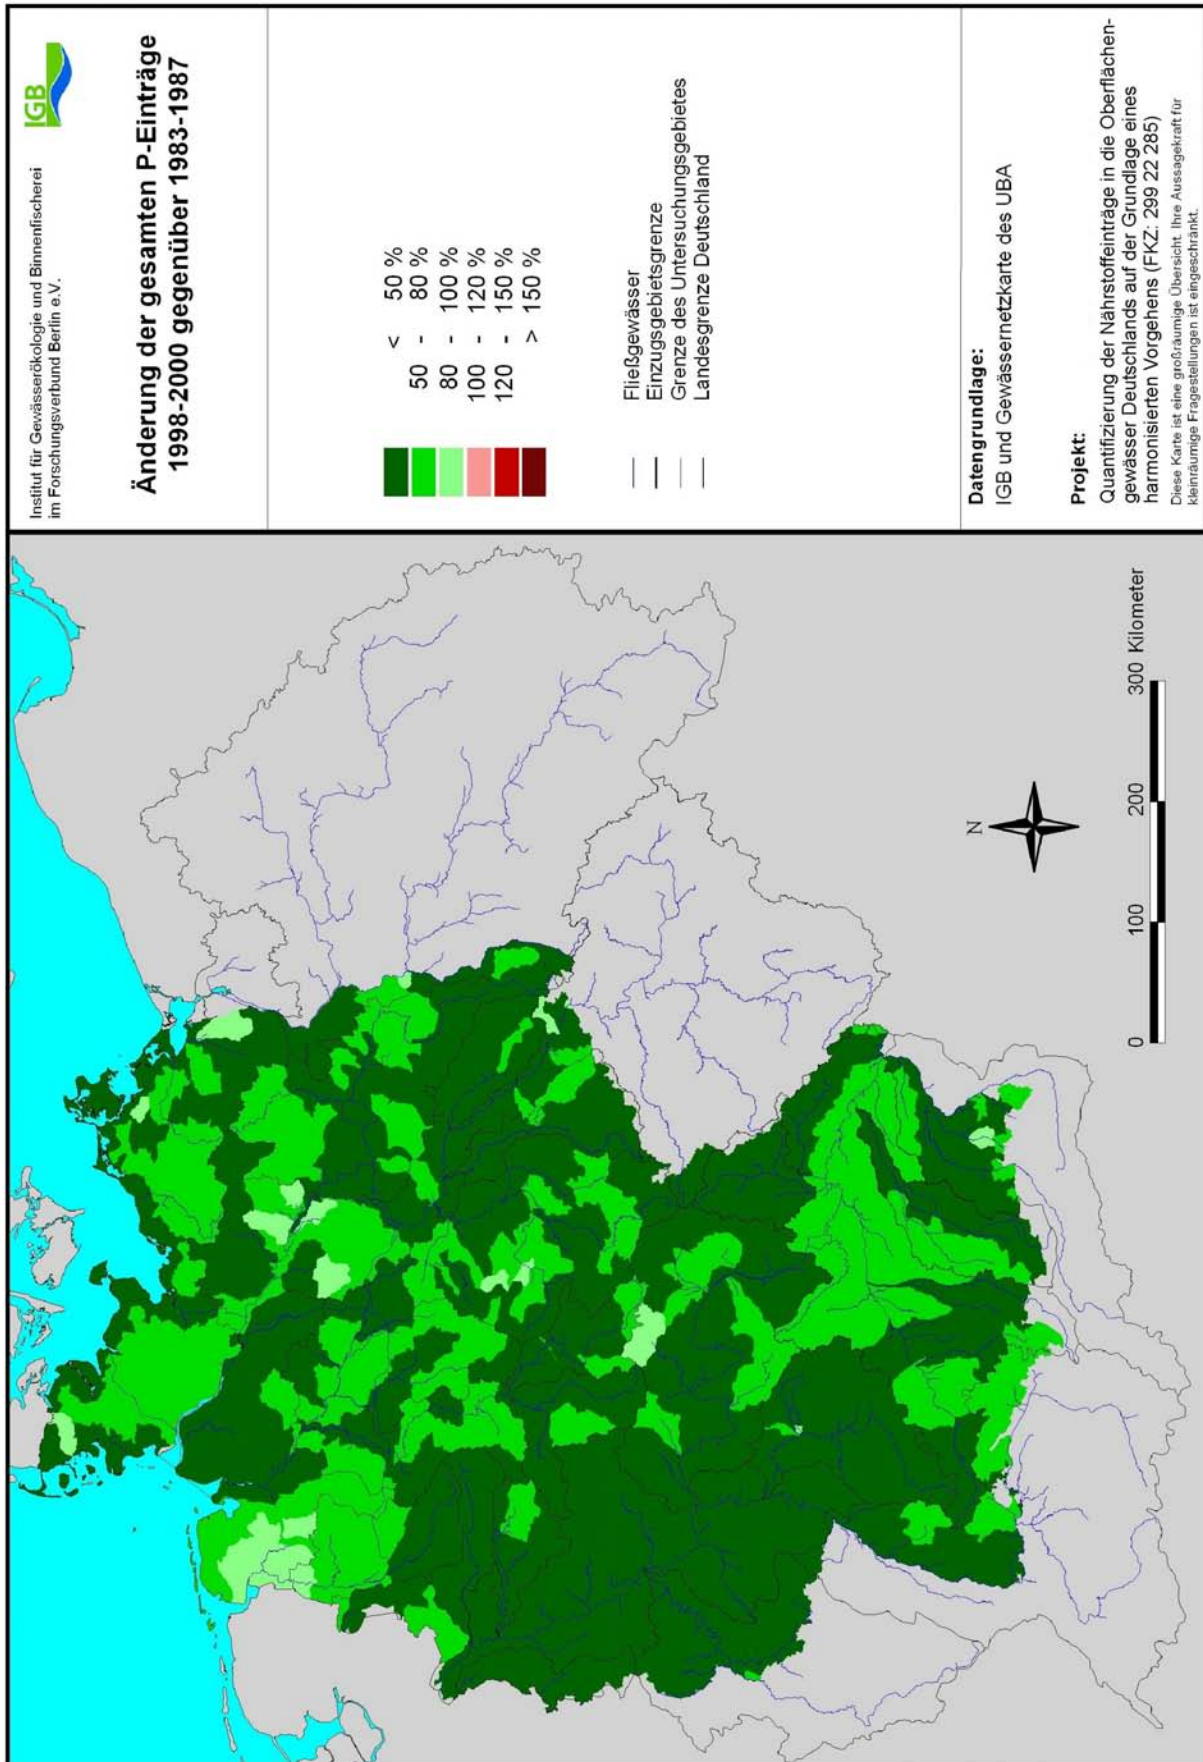 Institut für Gewässerökologie und Binnenfischerei
im Forschungsverbund Berlin e.V.
IGB
Änderung der gesamten P-Einträge
1998-2000 gegenüber 1983-1987
< 50 %
50 - 80 %
80 - 100 %
100 - 120 %
120 - 150 %
> 150 %
Fließgewässer
Einzugsgebietsgrenze
Grenze des Untersuchungsgebietes
Landesgrenze Deutschland
Datengrundlage:
IGB und Gewässernetzkarte des UBA
Projekt:
Quantifizierung der Nährstoffeinträge in die Oberflächen-
gewässer Deutschlands auf der Grundlage eines
harmonisierten Vorgehens (FKZ: 299 22 285)
Diese Karte ist eine großräumige Übersicht. Ihre Aussagekraft für
kleinräumige Fragestellungen ist eingeschränkt.
N
0 100 200 300 Kilometer